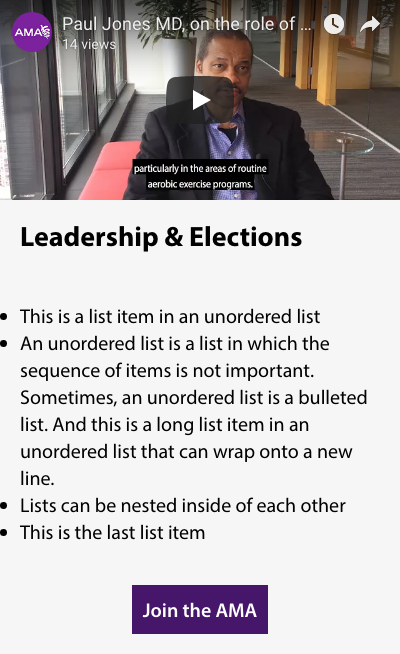 AMA
Paul Jones MD, on the role of ...
14 views
particularly in the areas of routine
aerobic exercise programs.
Leadership & Elections
This is a list item in an unordered list
An unordered list is a list in which the
sequence of items is not important.
Sometimes, an unordered list is a bulleted
list. And this is a long list item in an
unordered list that can wrap onto a new
line.
Lists can be nested inside of each other
This is the last list item
Join the AMA